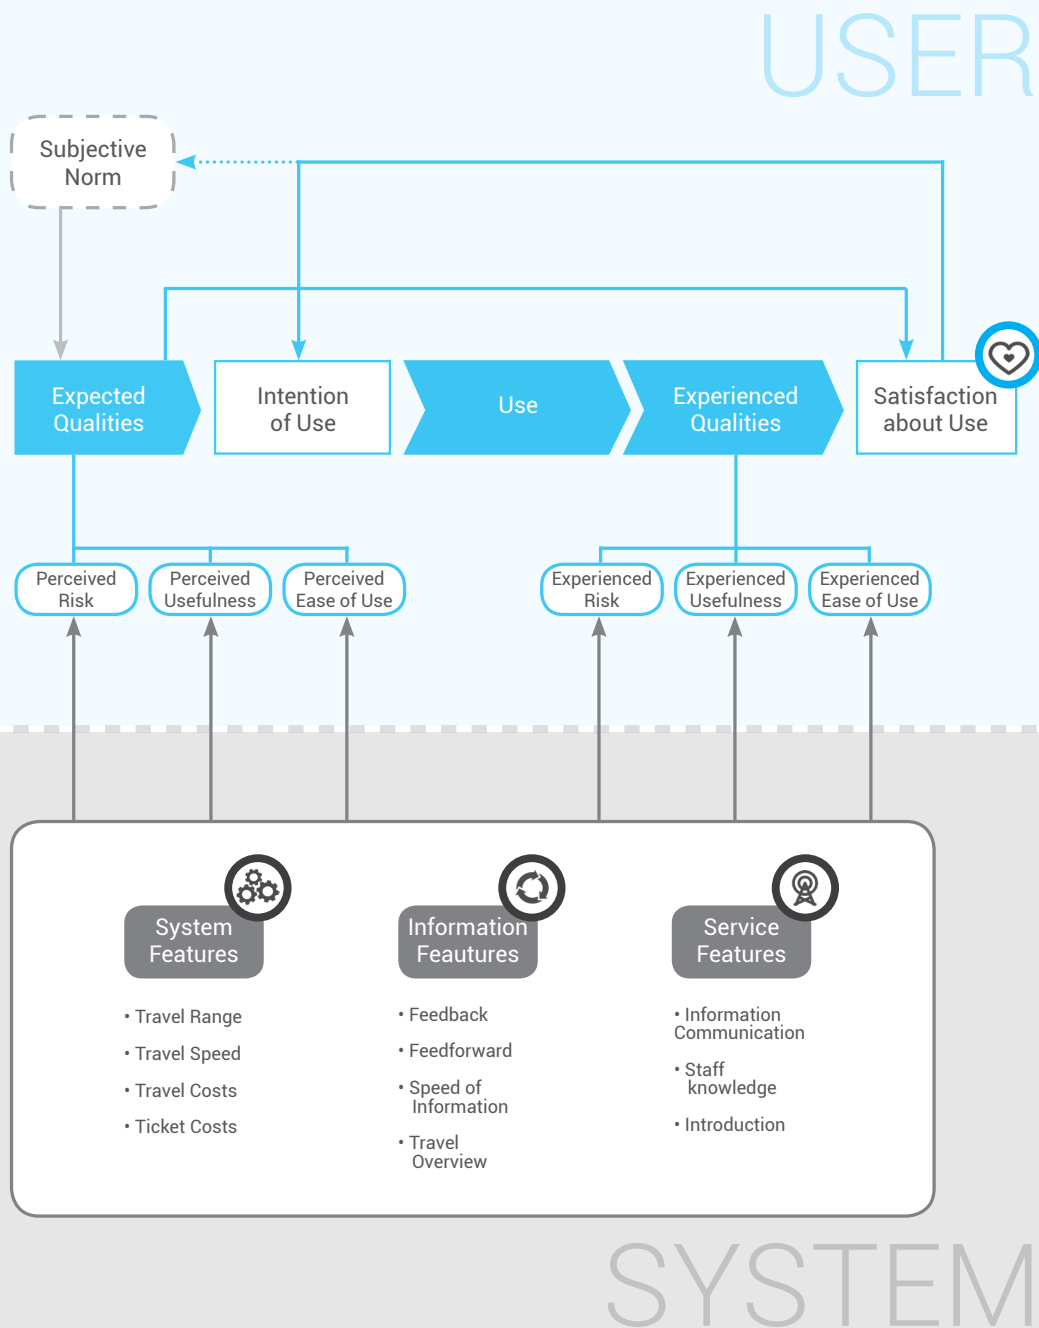 USER
Subjective
Norm
Expected
Qualities
Intention
of Use
Use
Experienced
Qualities
Satisfaction
about Use
Perceived
Risk
Perceived
Usefulness
Perceived
Ease of Use
Experienced
Risk
Experienced
Usefulness
Experienced
Ease of Use
System
Features
• Travel Range
• Travel Speed
• Travel Costs
• Ticket Costs
Information
Feautures
• Feedback
• Feedforward
• Speed of
Information
• Travel
Overview
Service
Features
• Information
Communication
• Staff
knowledge
• Introduction
SYSTEM